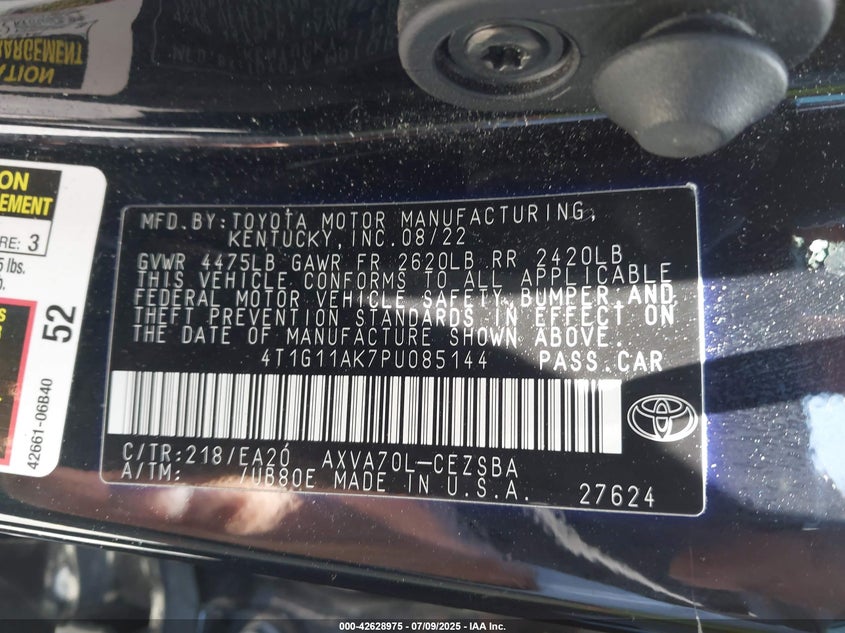 ARGEMENT
ON
EMENT
RE: 3
5 lbs.
52
42661-06B40
MFD. BY: TOYOTA MOTOR MANUFACTURING,
KENTUCKY, INC. 08/22
GVWR 4475LB GAWR FR 2620LB RR 2420LB
THIS VEHICLE CONFORMS TO ALL APPLICABLE
FEDERAL MOTOR VEHICLE SAFETY, BUMPER, AND
THEFT PREVENTION STANDARDS IN EFFECT ON
THE DATE OF MANUFACTURE SHOWN ABOVE.
4T1G11AK7PU085144 PASS. CAR
C/TR: 218/EA20 AXVA70L-CEZSBA
A/TM: /UB80E MADE IN U.S.A. 27624
000-42628975 - 07/09/2025 - IAA Inc.